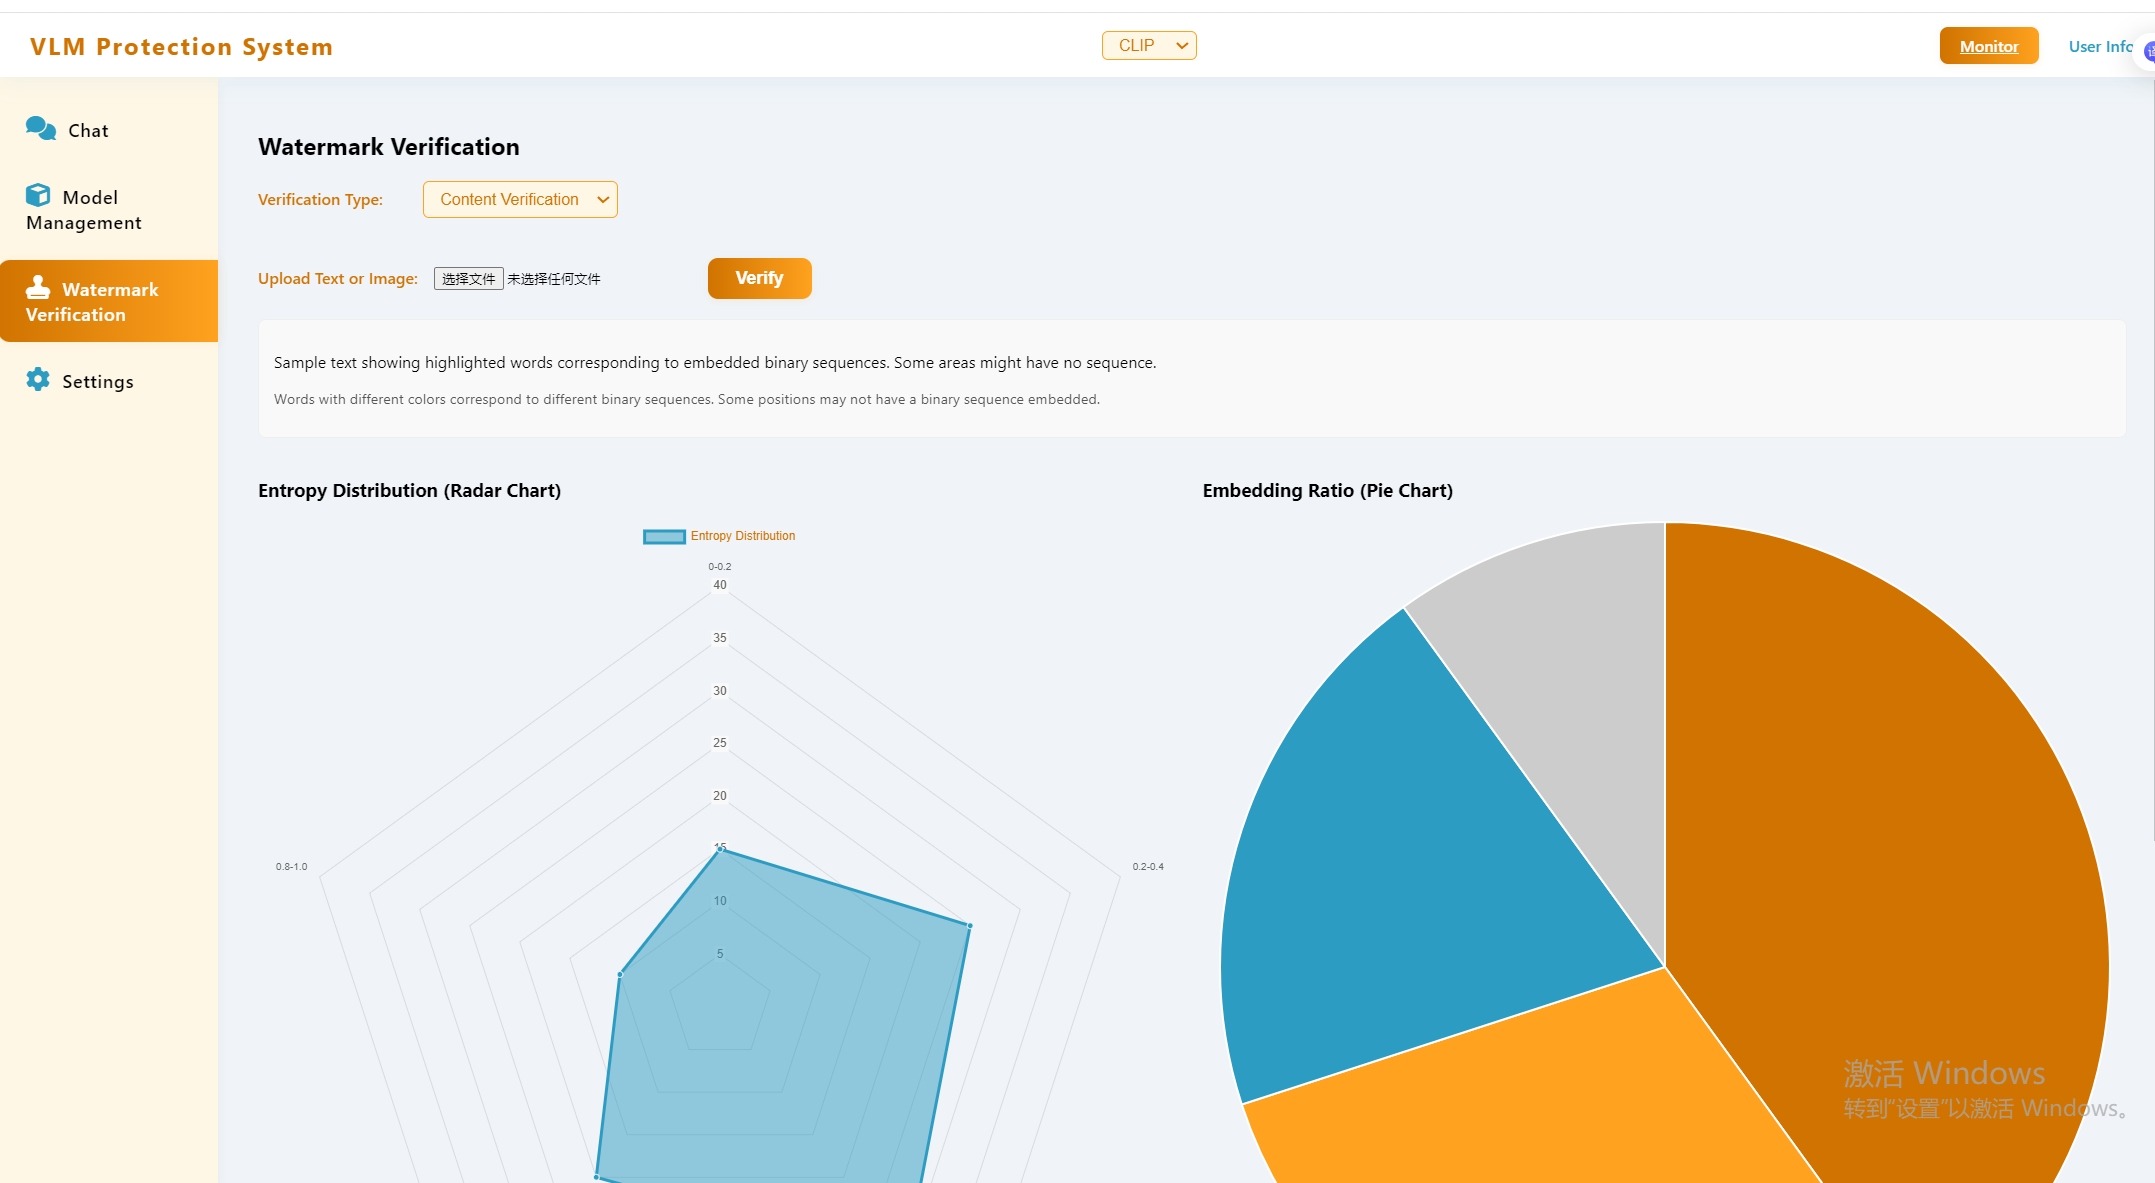 VLM Protection System
CLIP
Monitor
User Info
Chat
Model
Management
Watermark
Verification
Settings
Watermark Verification
Verification Type:
Content Verification
Upload Text or Image:
选择文件 未选择任何文件
Verify
Sample text showing highlighted words corresponding to embedded binary sequences. Some areas might have no sequence.
Words with different colors correspond to different binary sequences. Some positions may not have a binary sequence embedded.
Entropy Distribution (Radar Chart)
Entropy Distribution
0-0.2
40
35
30
25
20
15
10
5
0.8-1.0
0.2-0.4
Embedding Ratio (Pie Chart)
激活 Windows
转到"设置"以激活 Windows。